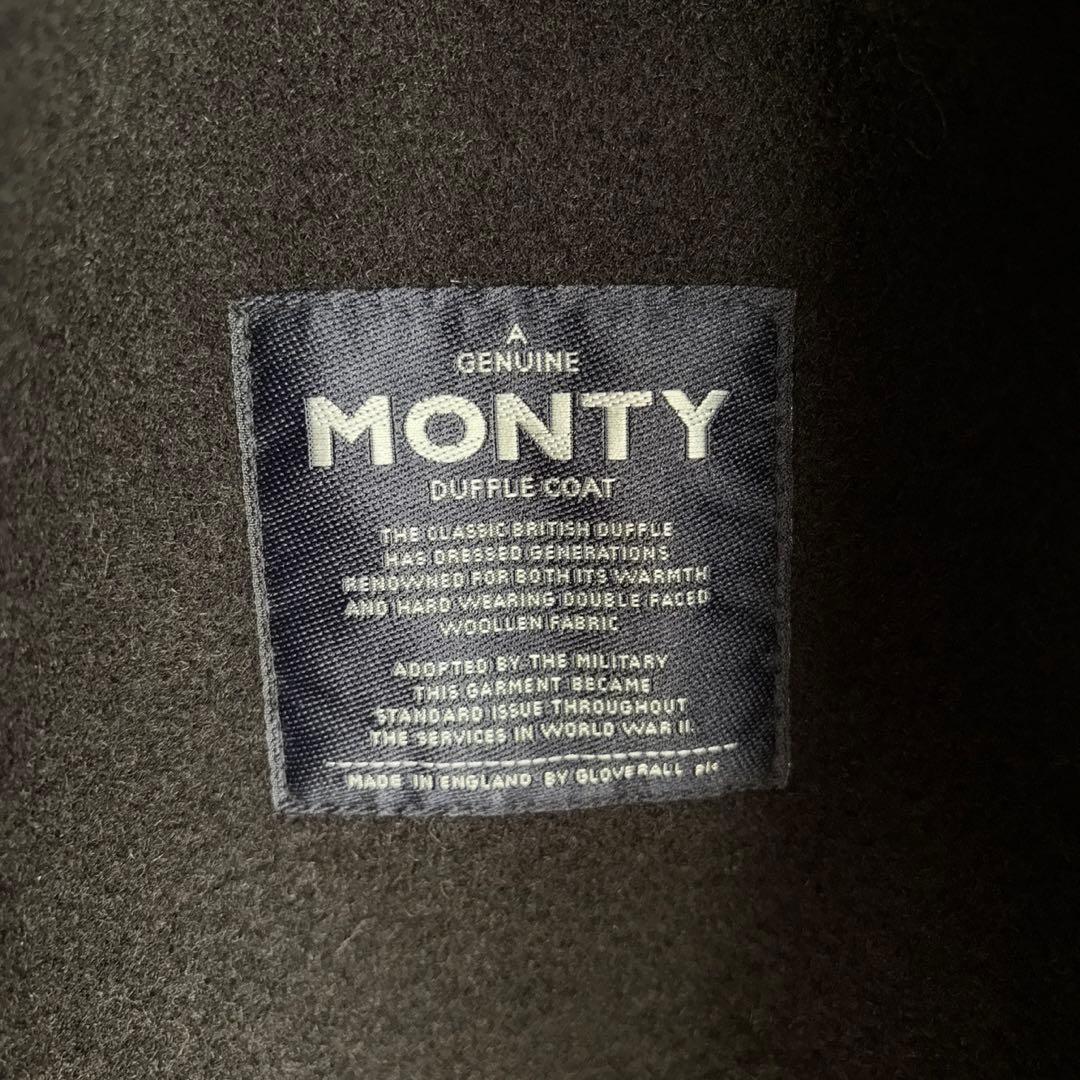 A
GENUINE
MONTY
DUFFLE COAT
THE CLASSIC BRITISH DUFFLE
HAS DRESSED GENERATIONS
RENOWNED FOR BOTH ITS WARMTH
AND HARD WEARING DOUBLE FACED
WOOLLEN FABRIC
ADOPTED BY THE MILITARY
THIS GARMENT BECAME
STANDARD ISSUE THROUGHOUT
THE SERVICES IN WORLD WAR II.
MADE IN ENGLAND BY GLOVERALL plc